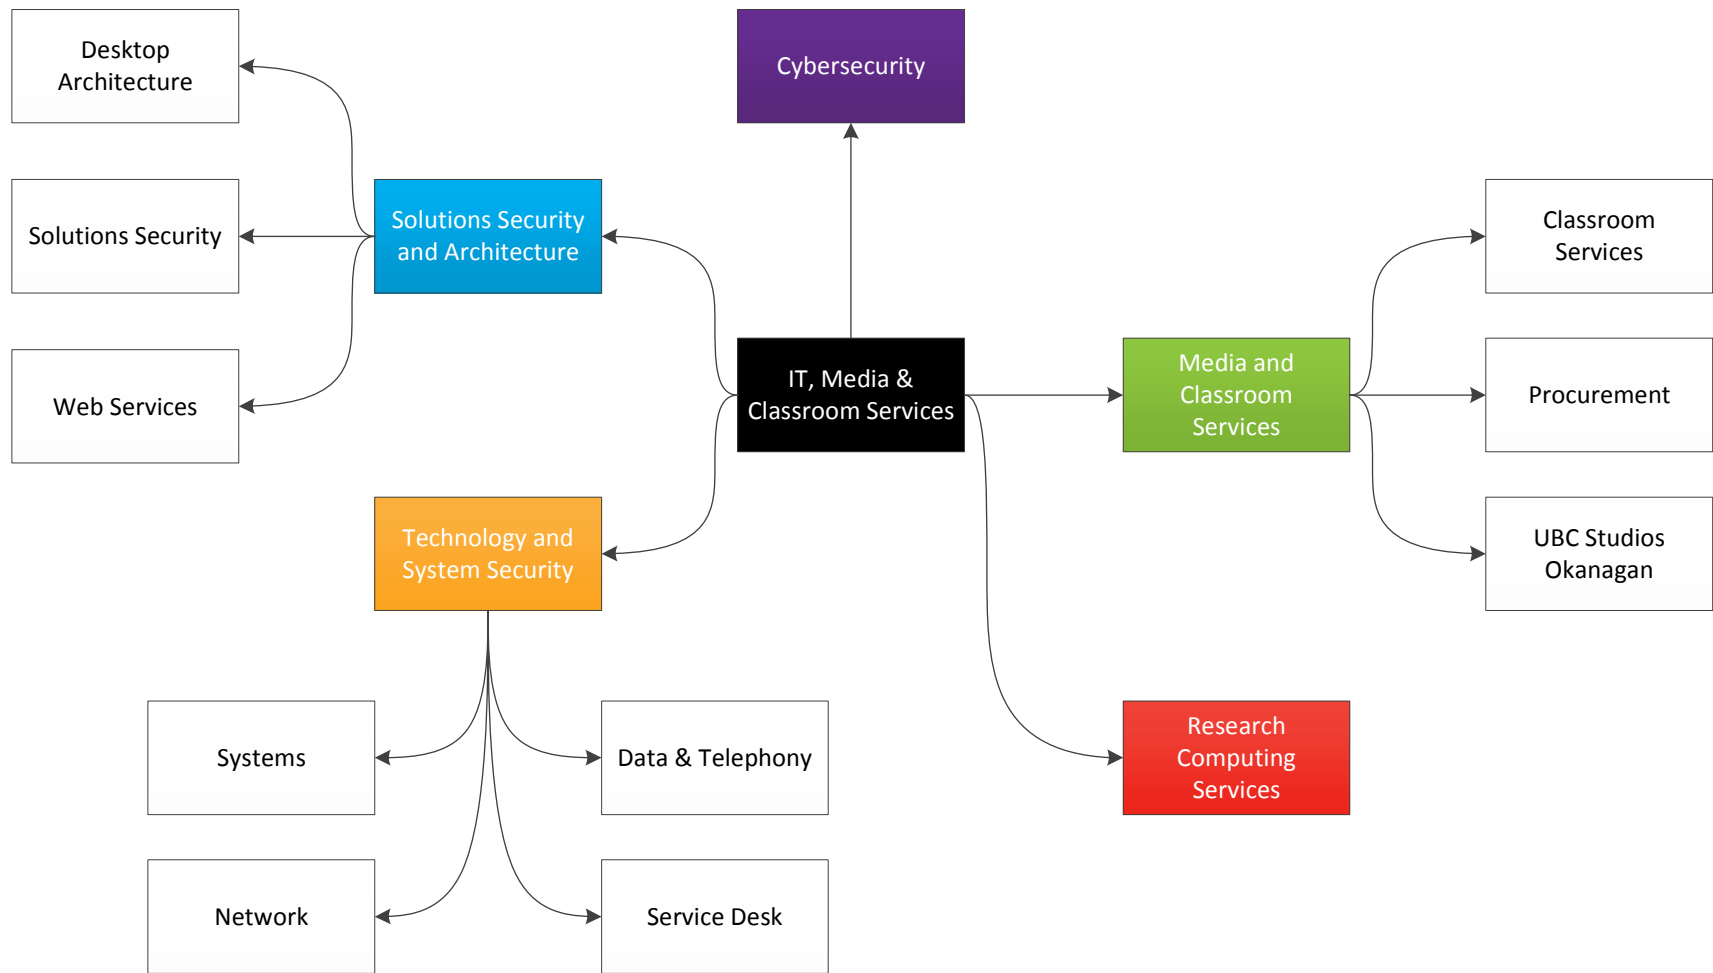 Desktop
Architecture
Cybersecurity
Solutions Security
Solutions Security
and Architecture
Classroom
Services
Web Services
IT, Media &
Classroom Services
Media and
Classroom
Services
Procurement
Technology and
System Security
UBC Studios
Okanagan
Systems
Data & Telephony
Research
Computing
Services
Network
Service Desk